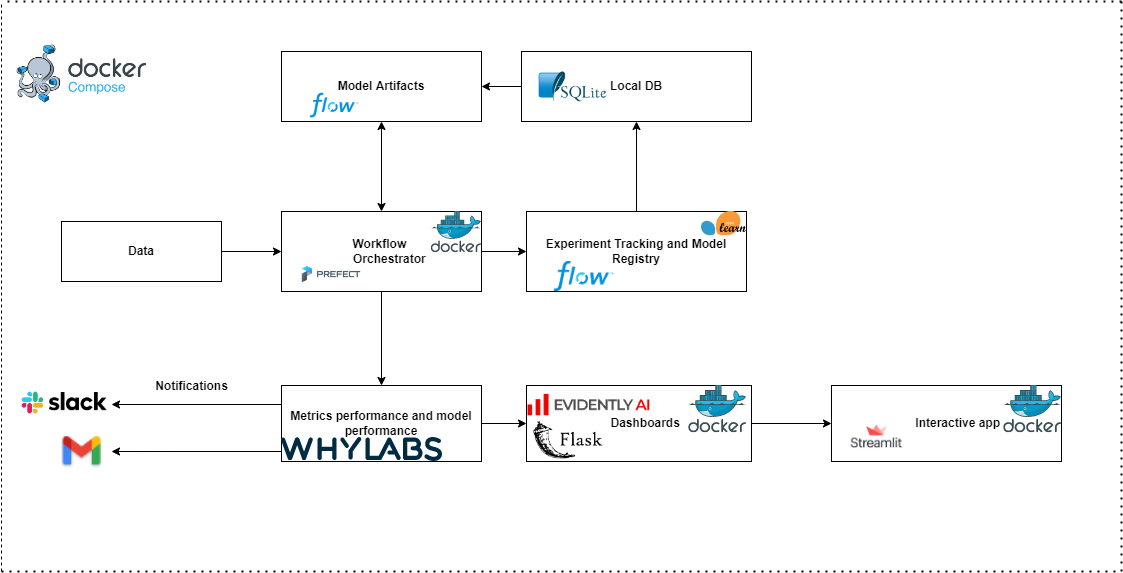 docker
Compose
Model Artifacts
flow
SQLite
Local DB
Data
Workflow
Orchestrator
docker
PREFECT
learn
Experiment Tracking and Model
Registry
flow
Notifications
slack
Metrics performance and model
performance
WHYLABS
EVIDENTLY AI
Dashboards
docker
Flask
Interactive app
docker
Streamlit